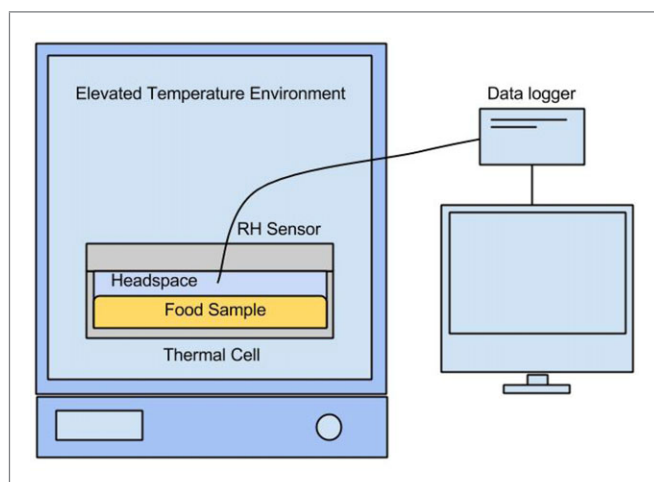 Elevated Temperature Environment
Data logger
RH Sensor
Headspace
Food Sample
Thermal Cell